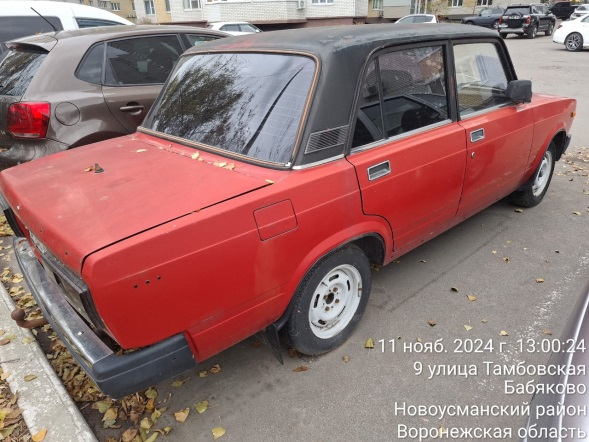 11 нояб. 2024 г. 13:00:24
9 улица Тамбовская
Бабяково
Новоусманский район
Воронежская область